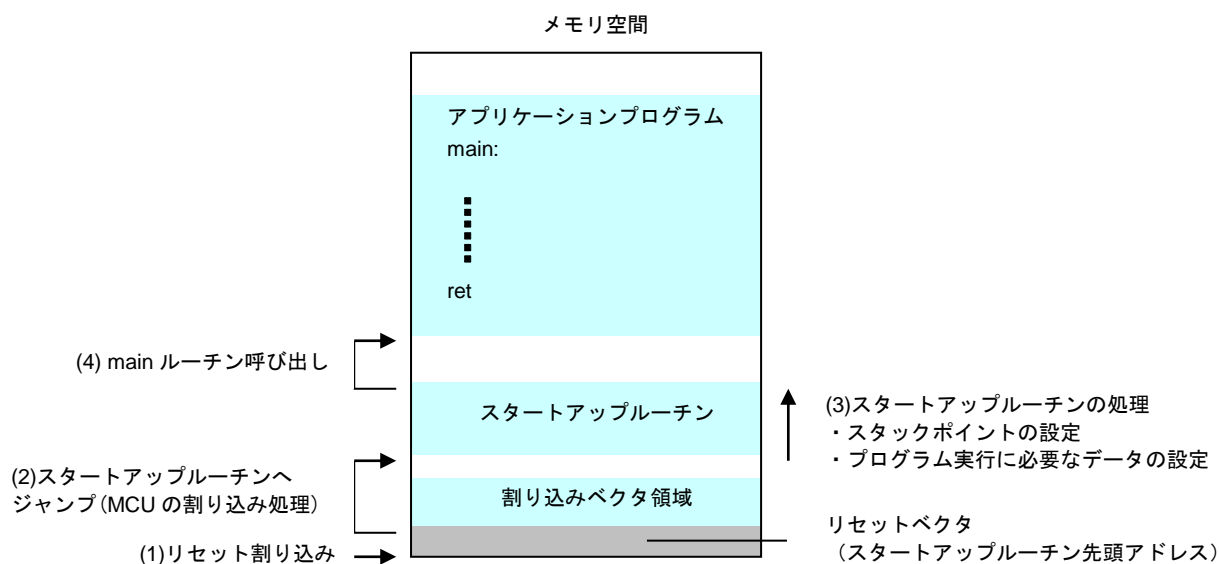 メモリ空間
アプリケーションプログラム
main:
ret
(4) main ルーチン呼び出し
スタートアップルーチン
(3)スタートアップルーチンの処理
・スタックポイントの設定
・プログラム実行に必要なデータの設定
(2)スタートアップルーチンへ
ジャンプ(MCU の割り込み処理)
割り込みベクタ領域
リセットベクタ
(スタートアップルーチン先頭アドレス)
(1)リセット割り込み